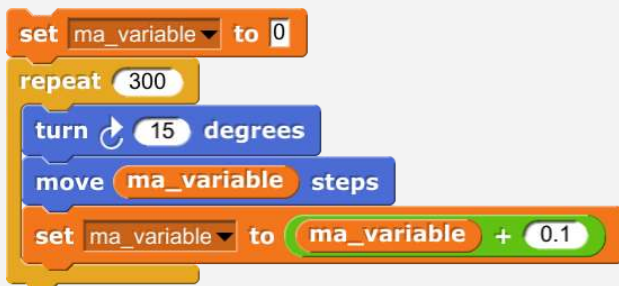 set ma_variable to 0
repeat 300
turn 15 degrees
move ma_variable steps
set ma_variable to ma_variable + 0.1